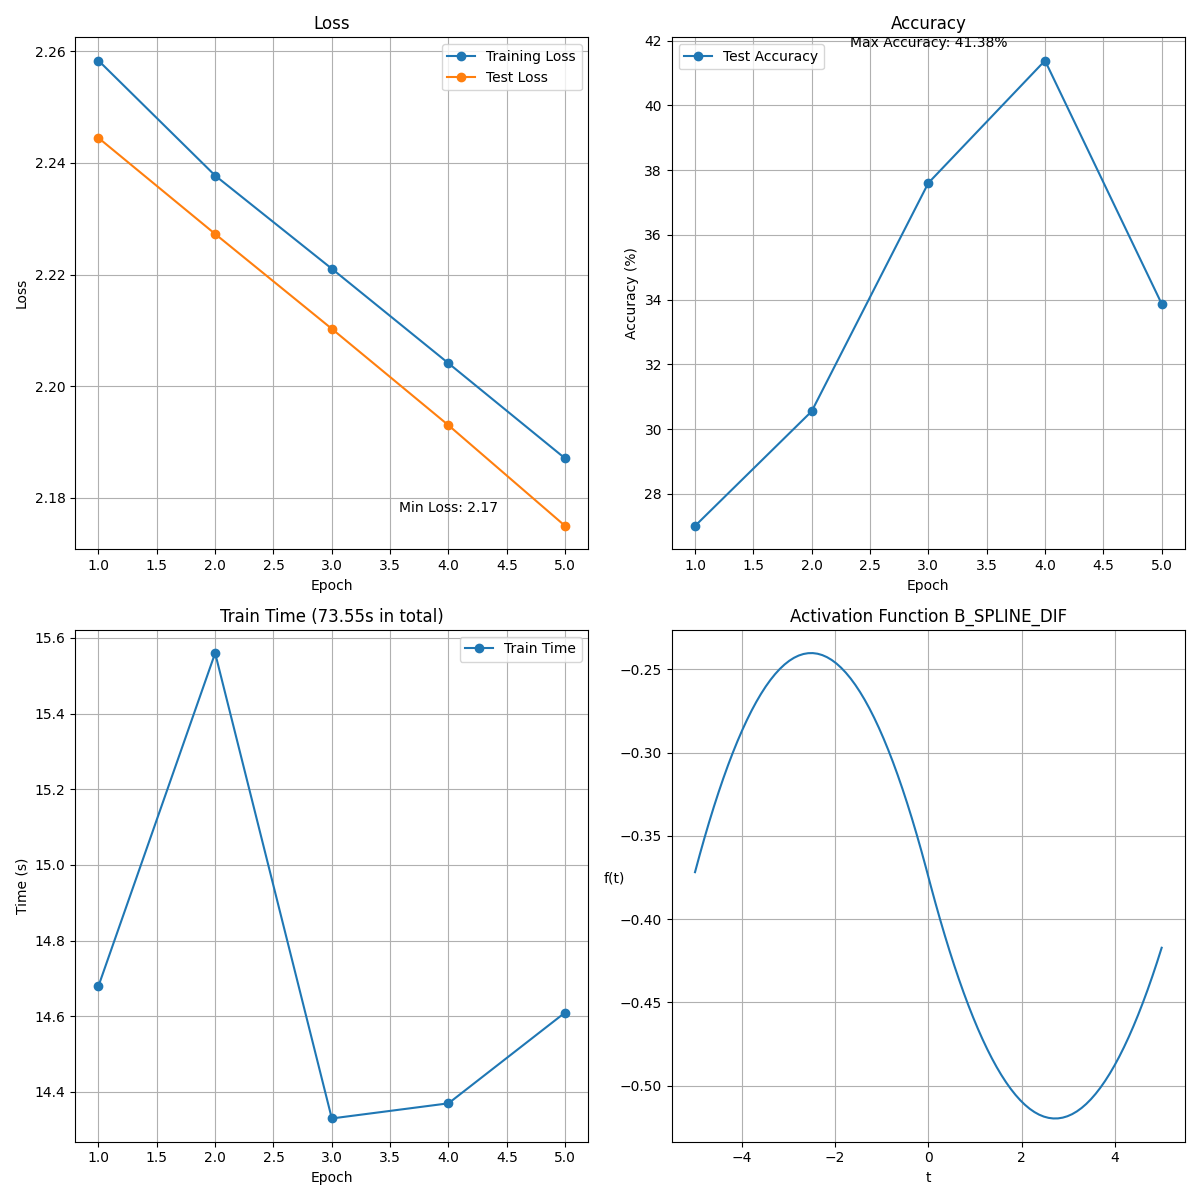 Loss
Training Loss
Test Loss
2.26
2.24
2.22
2.20
2.18
Loss
Min Loss: 2.17
1.0 1.5 2.0 2.5 3.0 3.5 4.0 4.5 5.0
Epoch
Accuracy
Max Accuracy: 41.38%
Test Accuracy
42
40
38
36
34
32
30
28
Accuracy (%)
1.0 1.5 2.0 2.5 3.0 3.5 4.0 4.5 5.0
Epoch
Train Time (73.55s in total)
Train Time
15.6
15.4
15.2
15.0
14.8
14.6
14.4
Time (s)
1.0 1.5 2.0 2.5 3.0 3.5 4.0 4.5 5.0
Epoch
Activation Function B_SPLINE_DIF
−0.25
−0.30
−0.35
−0.40
−0.45
−0.50
f(t)
−4 −2 0 2 4
t